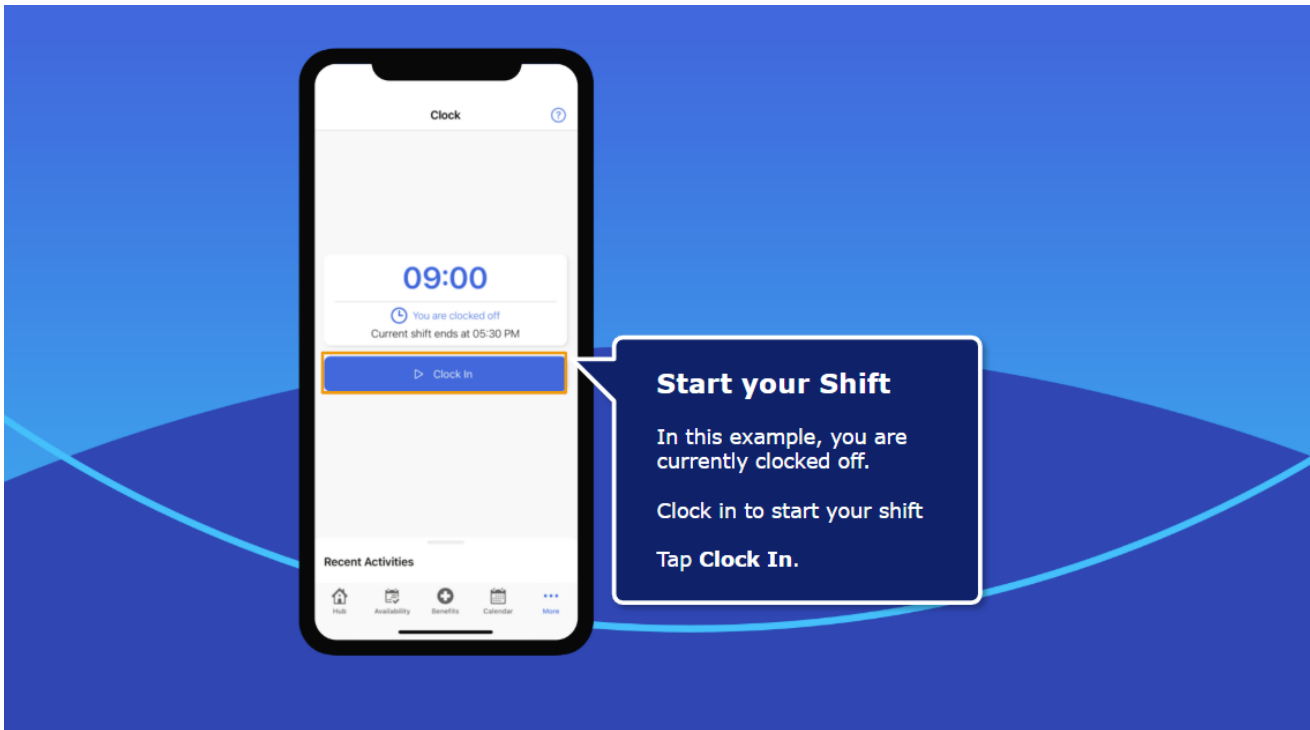 Clock
?
09:00
You are clocked off
Current shift ends at 05:30 PM
Clock In
Recent Activities
Hub
Availability
Benefits
Calendar
More
Start your Shift
In this example, you are
currently clocked off.
Clock in to start your shift
Tap Clock In.